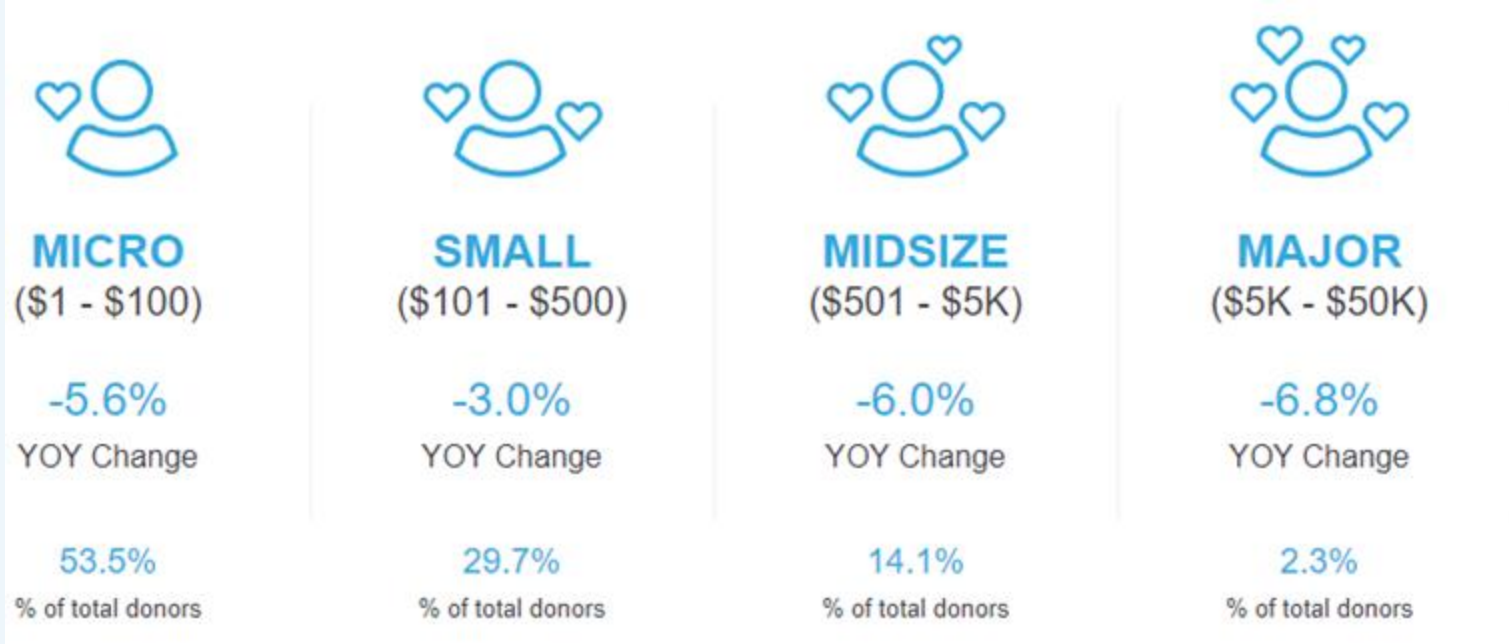 MICRO
($1 - $100)
-5.6%
YOY Change
53.5%
% of total donors
SMALL
($101 - $500)
-3.0%
YOY Change
29.7%
% of total donors
MIDSIZE
($501 - $5K)
-6.0%
YOY Change
14.1%
% of total donors
MAJOR
($5K - $50K)
-6.8%
YOY Change
2.3%
% of total donors